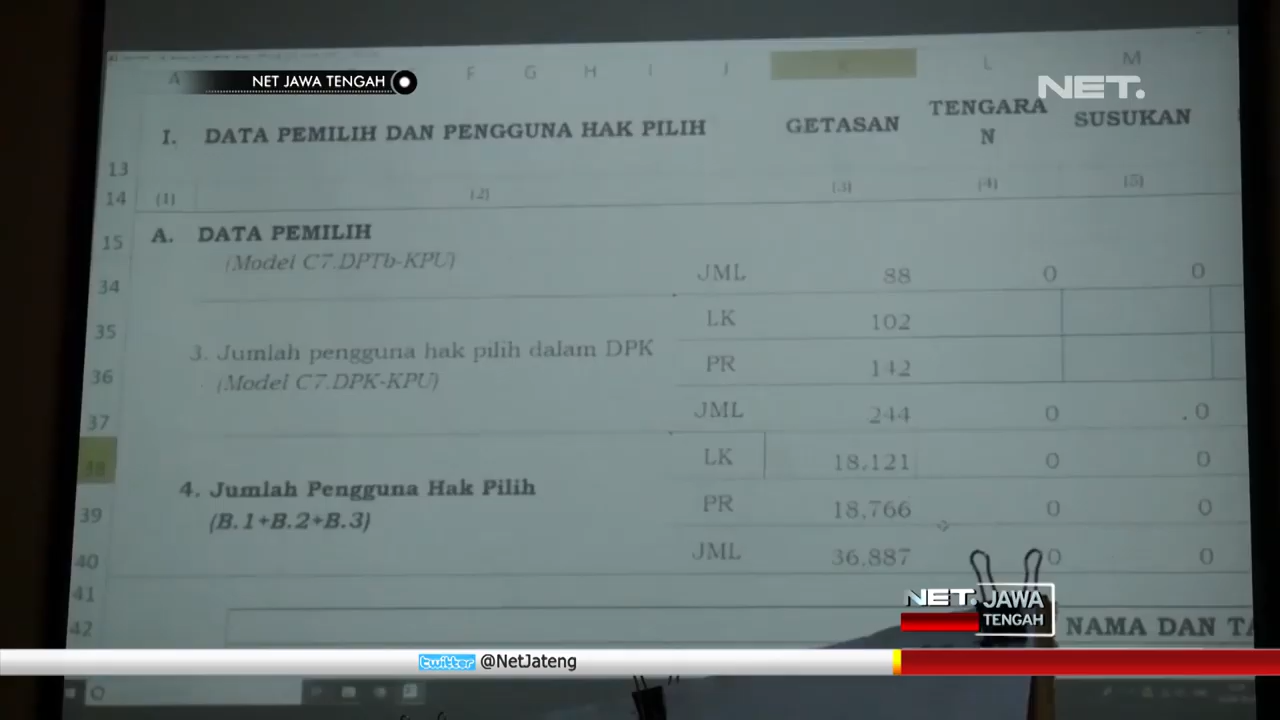 NET JAWA TENGAH
NET.
A F G H I J L M
I. DATA PEMILIH DAN PENGGUNA HAK PILIH GETASAN TENGARA SUSUKAN
N
13
14 (1) (2) (3) (4) (5)
15 A. DATA PEMILIH
34 (Model C7.DPTb-KPU) JML 88 0 0
35 LK 102
36 3. Jumlah pengguna hak pilih dalam DPK PR 142
(Model C7.DPK-KPU)
37 JML 244 0 .0
LK 18,121 0 0
39 4. Jumlah Pengguna Hak Pilih PR 18,766 0 0
(B.1+B.2+B.3)
40 JML 36,887 0 0
41
42 NAMA DAN TA
NET. JAWA
TENGAH
twitter @NetJateng